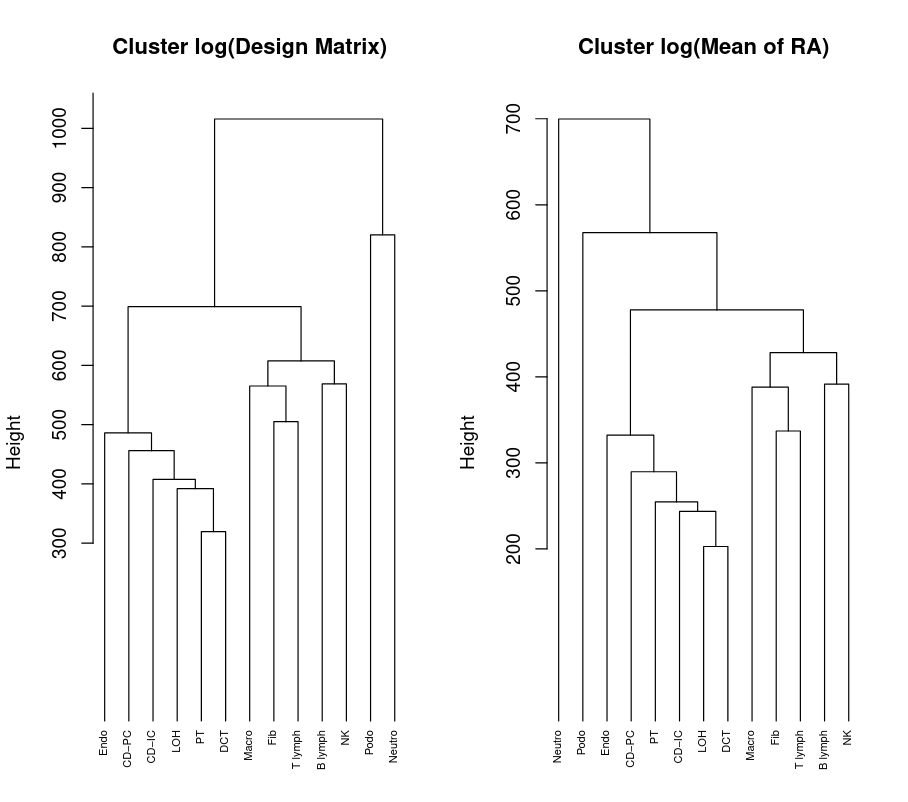 Cluster log(Design Matrix)
Height
1000
900
800
700
600
500
400
300
Endo
CD−PC
CD−IC
LOH
PT
DCT
Macro
Fib
T lymph
B lymph
NK
Podo
Neutro
Cluster log(Mean of RA)
Height
700
600
500
400
300
200
Neutro
Podo
Endo
CD−PC
PT
CD−IC
LOH
DCT
Macro
Fib
T lymph
B lymph
NK